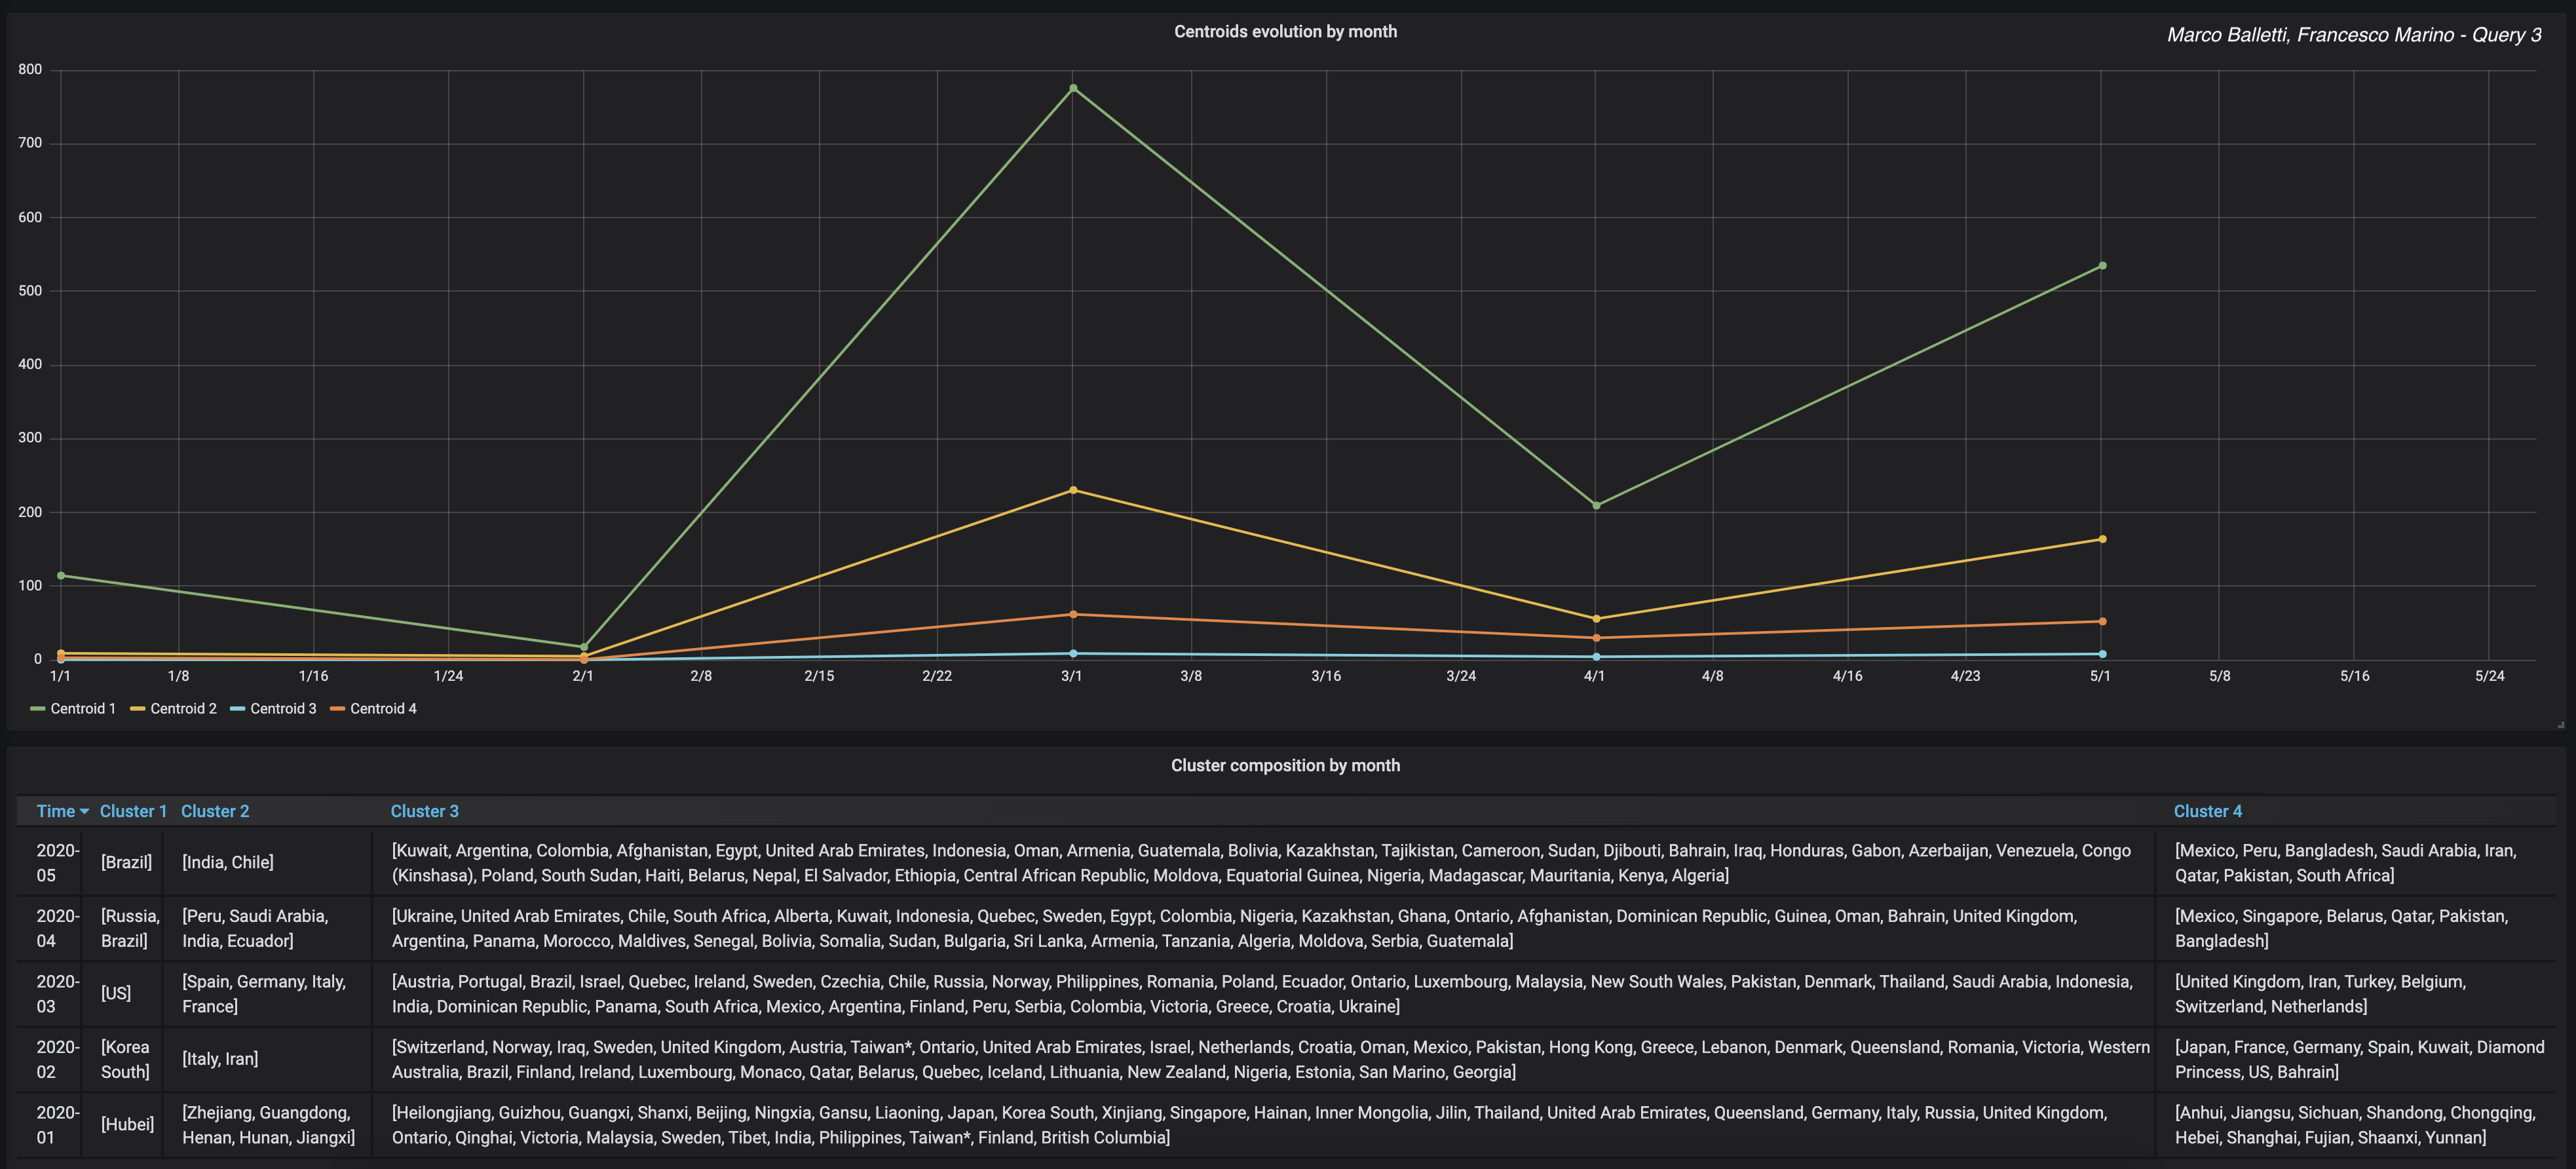 Centroids evolution by month
Marco Balletti, Francesco Marino - Query 3
800
700
600
500
400
300
200
100
0
1/1 1/8 1/16 1/24 2/1 2/8 2/15 2/22 3/1 3/8 3/16 3/24 4/1 4/8 4/16 4/23 5/1 5/8 5/16 5/24
Centroid 1 Centroid 2 Centroid 3 Centroid 4
Cluster composition by month
Time Cluster 1 Cluster 2 Cluster 3 Cluster 4
2020-
05
[Brazil]
[India, Chile]
[Kuwait, Argentina, Colombia, Afghanistan, Egypt, United Arab Emirates, Indonesia, Oman, Armenia, Guatemala, Bolivia, Kazakhstan, Tajikistan, Cameroon, Sudan, Djibouti, Bahrain, Iraq, Honduras, Gabon, Azerbaijan, Venezuela, Congo
(Kinshasa), Poland, South Sudan, Haiti, Belarus, Nepal, El Salvador, Ethiopia, Central African Republic, Moldova, Equatorial Guinea, Nigeria, Madagascar, Mauritania, Kenya, Algeria]
[Mexico, Peru, Bangladesh, Saudi Arabia, Iran,
Qatar, Pakistan, South Africa]
2020-
04
[Russia,
Brazil]
[Peru, Saudi Arabia,
India, Ecuador]
[Ukraine, United Arab Emirates, Chile, South Africa, Alberta, Kuwait, Indonesia, Quebec, Sweden, Egypt, Colombia, Nigeria, Kazakhstan, Ghana, Ontario, Afghanistan, Dominican Republic, Guinea, Oman, Bahrain, United Kingdom,
Argentina, Panama, Morocco, Maldives, Senegal, Bolivia, Somalia, Sudan, Bulgaria, Sri Lanka, Armenia, Tanzania, Algeria, Moldova, Serbia, Guatemala]
[Mexico, Singapore, Belarus, Qatar, Pakistan,
Bangladesh]
2020-
03
[US]
[Spain, Germany, Italy,
France]
[Austria, Portugal, Brazil, Israel, Quebec, Ireland, Sweden, Czechia, Chile, Russia, Norway, Philippines, Romania, Poland, Ecuador, Ontario, Luxembourg, Malaysia, New South Wales, Pakistan, Denmark, Thailand, Saudi Arabia, Indonesia,
India, Dominican Republic, Panama, South Africa, Mexico, Argentina, Finland, Peru, Serbia, Colombia, Victoria, Greece, Croatia, Ukraine]
[United Kingdom, Iran, Turkey, Belgium,
Switzerland, Netherlands]
2020-
02
[Korea
South]
[Italy, Iran]
[Switzerland, Norway, Iraq, Sweden, United Kingdom, Austria, Taiwan*, Ontario, United Arab Emirates, Israel, Netherlands, Croatia, Oman, Mexico, Pakistan, Hong Kong, Greece, Lebanon, Denmark, Queensland, Romania, Victoria, Western
Australia, Brazil, Finland, Ireland, Luxembourg, Monaco, Qatar, Belarus, Quebec, Iceland, Lithuania, New Zealand, Nigeria, Estonia, San Marino, Georgia]
[Japan, France, Germany, Spain, Kuwait, Diamond
Princess, US, Bahrain]
2020-
01
[Hubei]
[Zhejiang, Guangdong,
Henan, Hunan, Jiangxi]
[Heilongjiang, Guizhou, Guangxi, Shanxi, Beijing, Ningxia, Gansu, Liaoning, Japan, Korea South, Xinjiang, Singapore, Hainan, Inner Mongolia, Jilin, Thailand, United Arab Emirates, Queensland, Germany, Italy, Russia, United Kingdom,
Ontario, Qinghai, Victoria, Malaysia, Sweden, Tibet, India, Philippines, Taiwan*, Finland, British Columbia]
[Anhui, Jiangsu, Sichuan, Shandong, Chongqing,
Hebei, Shanghai, Fujian, Shaanxi, Yunnan]